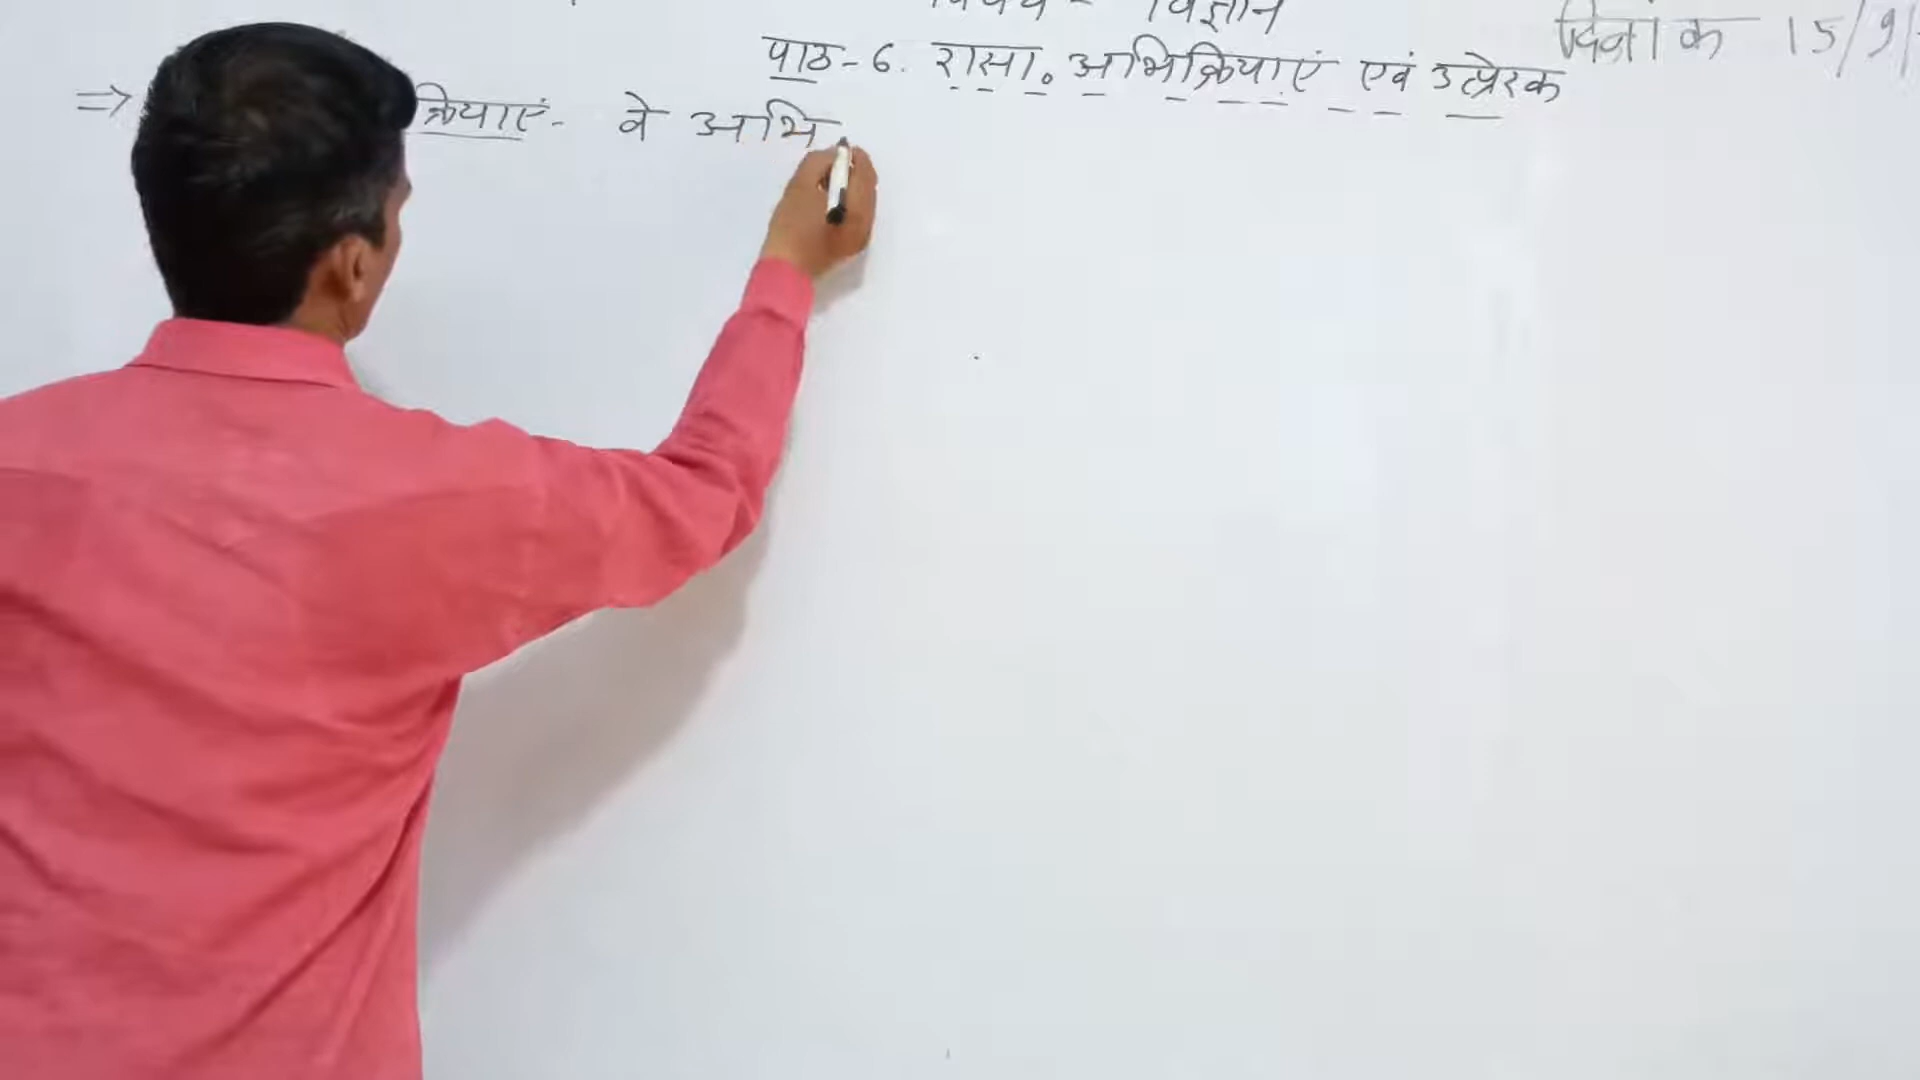 विषय - विज्ञान
दिनांक 15/9/
पाठ-6. रासा० अभिक्रियाएं एवं उत्प्रेरक
⇒ क्रियाएं- वे अभि